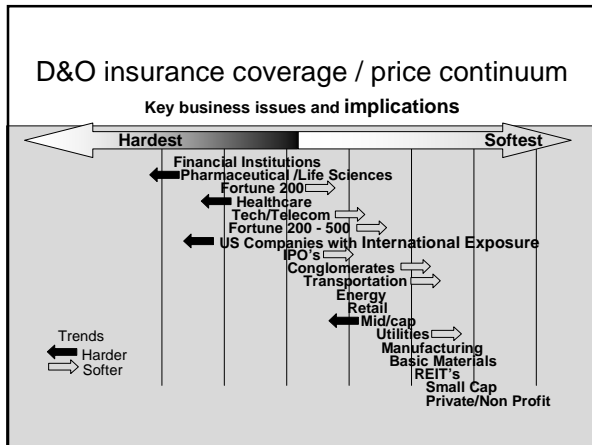 D&O insurance coverage / price continuum
Key business issues and implications
Hardest Softest
Financial Institutions
Pharmaceutical /Life Sciences
Fortune 200
Healthcare
Tech/Telecom
Fortune 200 - 500
US Companies with International Exposure
IPO's
Conglomerates
Transportation
Energy
Retail
Mid/cap
Utilities
Manufacturing
Basic Materials
REIT's
Small Cap
Private/Non Profit
Trends
Harder
Softer